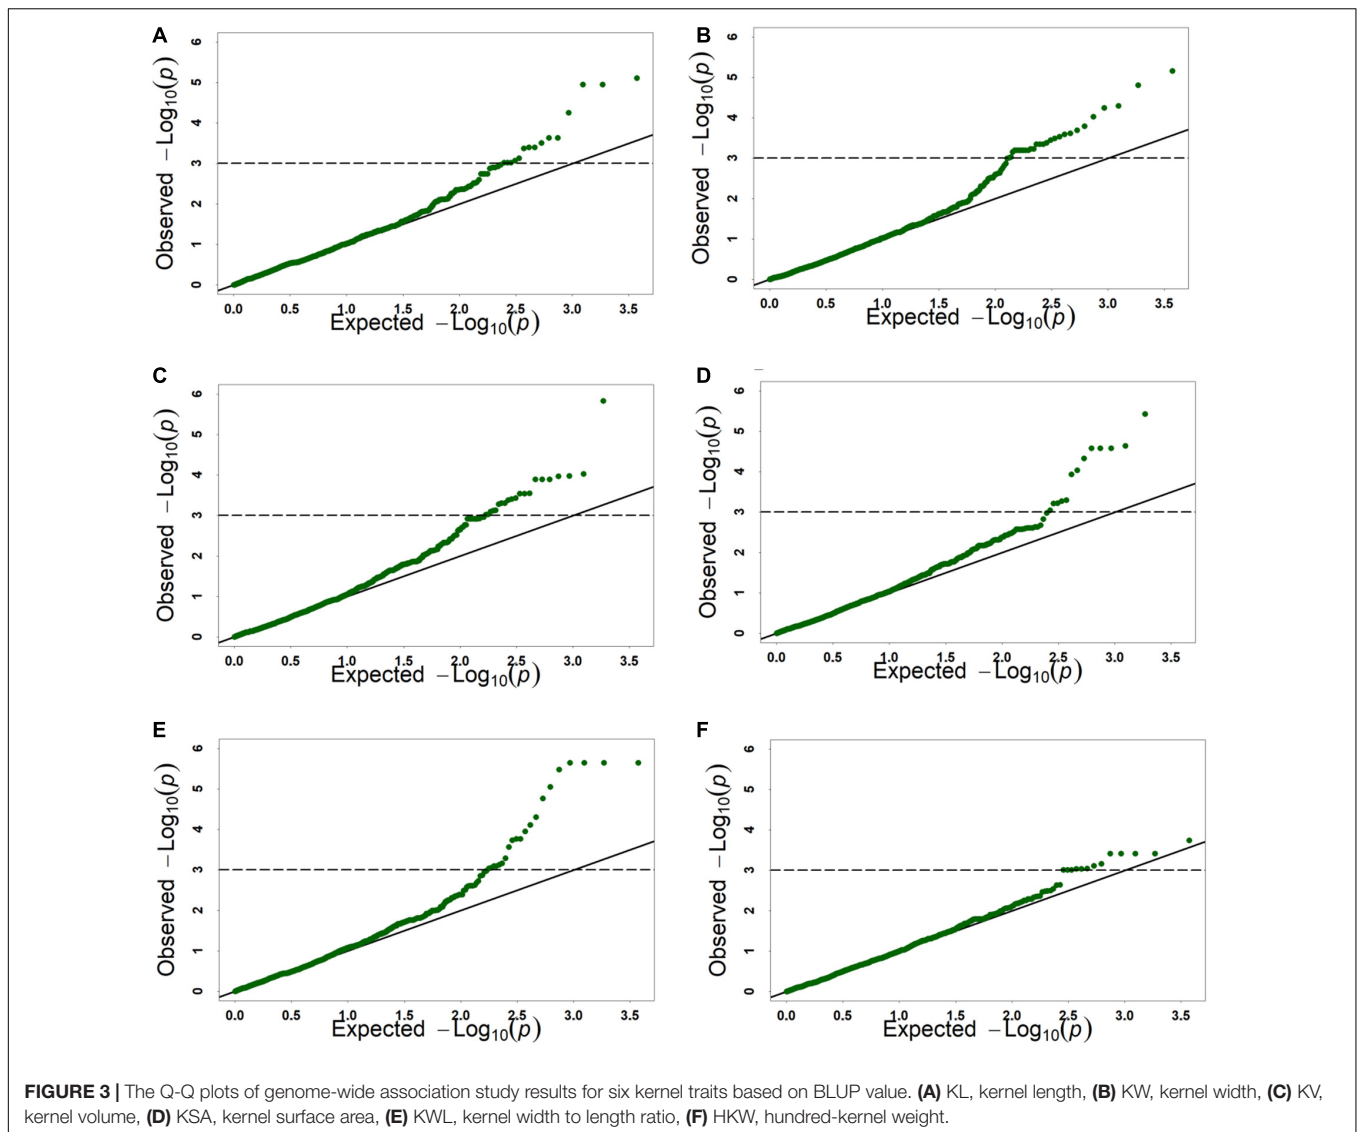 A
6
5
4
3
2
1
0
Observed −Log10(p)
0.0 0.5 1.0 1.5 2.0 2.5 3.0 3.5
Expected −Log10(p)
B
6
5
4
3
2
1
0
Observed −Log10(p)
0.0 0.5 1.0 1.5 2.0 2.5 3.0 3.5
Expected −Log10(p)
C
6
5
4
3
2
1
0
Observed −Log10(p)
0.0 0.5 1.0 1.5 2.0 2.5 3.0 3.5
Expected −Log10(p)
D
6
5
4
3
2
1
0
Observed −Log10(p)
0.0 0.5 1.0 1.5 2.0 2.5 3.0 3.5
Expected −Log10(p)
E
6
5
4
3
2
1
0
Observed −Log10(p)
0.0 0.5 1.0 1.5 2.0 2.5 3.0 3.5
Expected −Log10(p)
F
6
5
4
3
2
1
0
Observed −Log10(p)
0.0 0.5 1.0 1.5 2.0 2.5 3.0 3.5
Expected −Log10(p)
FIGURE 3 | The Q-Q plots of genome-wide association study results for six kernel traits based on BLUP value. (A) KL, kernel length, (B) KW, kernel width, (C) KV,
kernel volume, (D) KSA, kernel surface area, (E) KWL, kernel width to length ratio, (F) HKW, hundred-kernel weight.